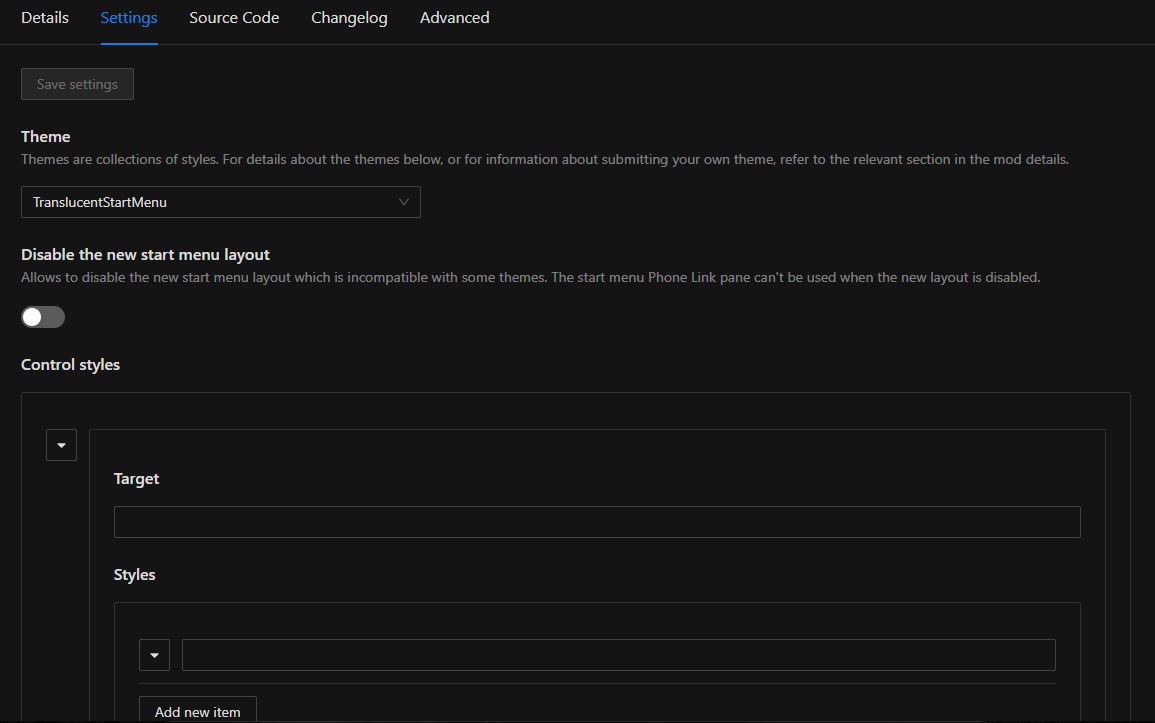 Details Settings Source Code Changelog Advanced
Save settings
Theme
Themes are collections of styles. For details about the themes below, or for information about submitting your own theme, refer to the relevant section in the mod details.
TranslucentStartMenu
Disable the new start menu layout
Allows to disable the new start menu layout which is incompatible with some themes. The start menu Phone Link pane can't be used when the new layout is disabled.
Control styles
Target
Styles
Add new item